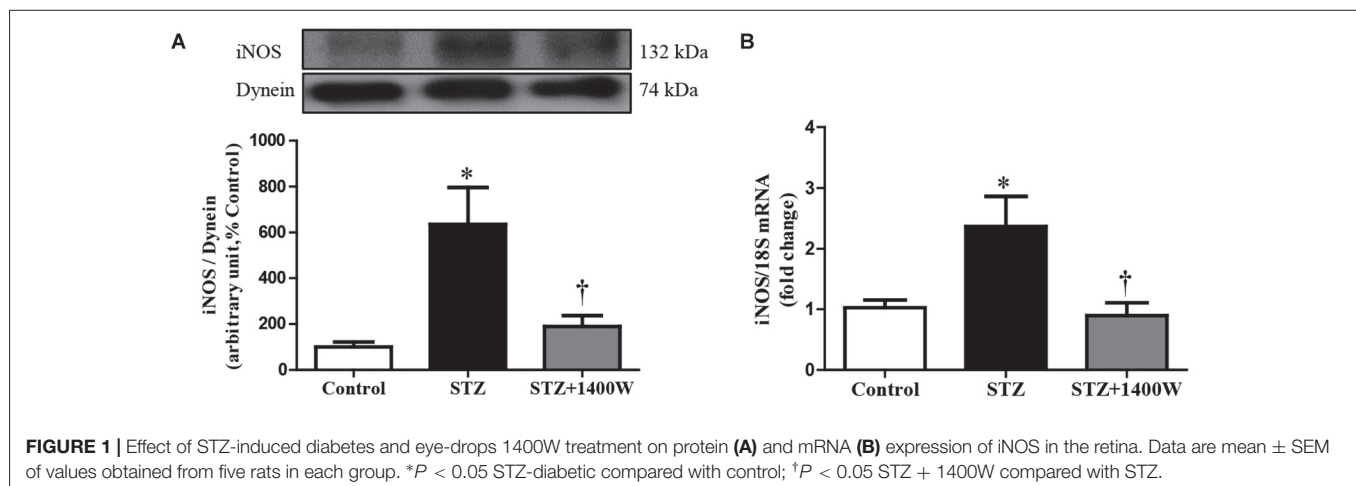 A
iNOS
132 kDa
Dynein
74 kDa
iNOS / Dynein
(arbitrary unit,% Control)
1000
800
600
400
200
0
*
†
Control
STZ
STZ+1400W
B
iNOS/18S mRNA
(fold change)
4
3
2
1
0
*
†
Control
STZ
STZ+1400W
FIGURE 1 | Effect of STZ-induced diabetes and eye-drops 1400W treatment on protein (A) and mRNA (B) expression of iNOS in the retina. Data are mean ± SEM
of values obtained from five rats in each group. *P < 0.05 STZ-diabetic compared with control; †P < 0.05 STZ + 1400W compared with STZ.